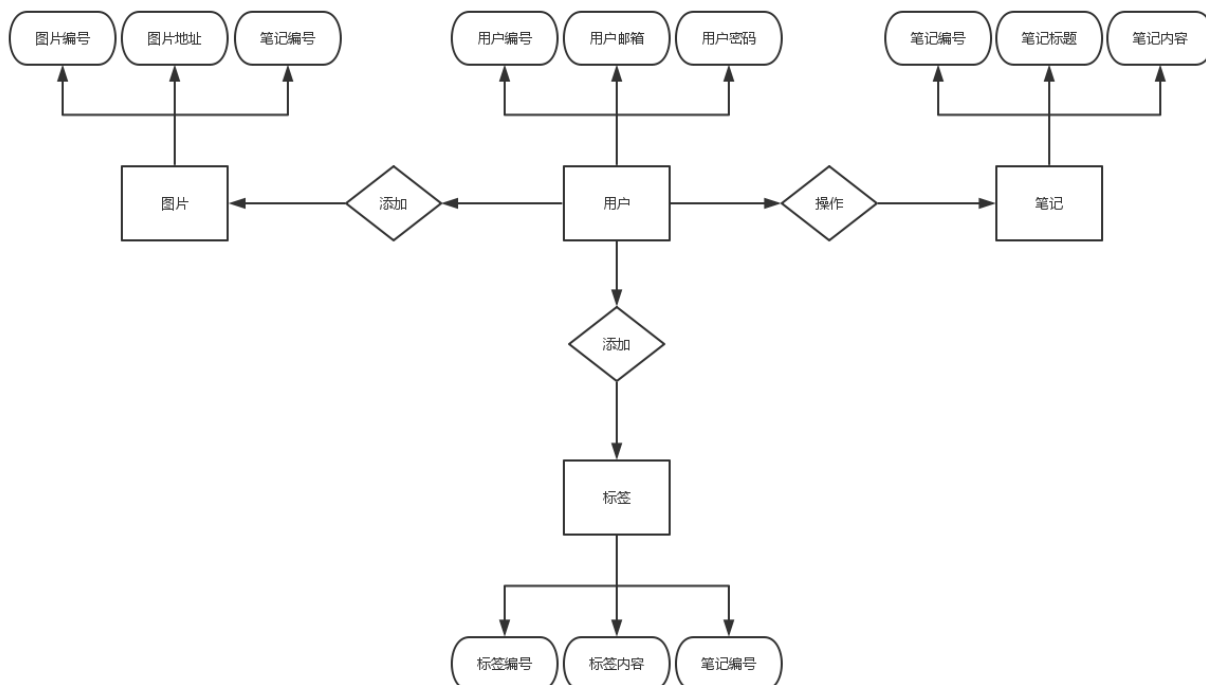 图片编号 图片地址 笔记编号 用户编号 用户邮箱 用户密码 笔记编号 笔记标题 笔记内容
图片 添加 用户 操作 笔记
添加
标签
标签编号 标签内容 笔记编号